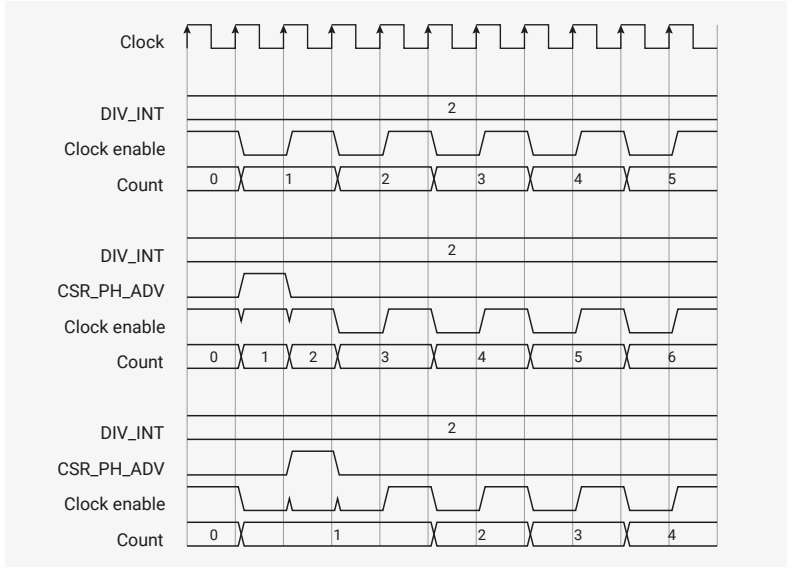 Clock
DIV_INT 2
Clock enable
Count 0 1 2 3 4 5
DIV_INT 2
CSR_PH_ADV
Clock enable
Count 0 1 2 3 4 5 6
DIV_INT 2
CSR_PH_ADV
Clock enable
Count 0 1 2 3 4